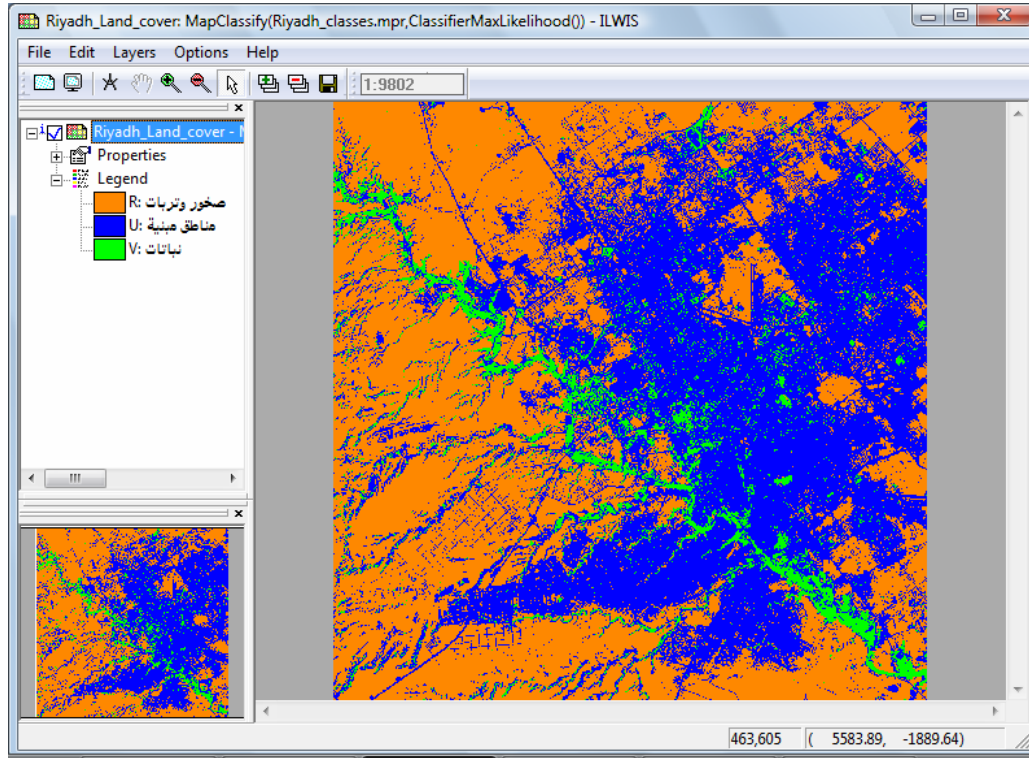 Riyadh_Land_cover: MapClassify(Riyadh_classes.mpr,ClassifierMaxLikelihood()) - ILWIS
File Edit Layers Options Help
1:9802
Riyadh_Land_cover - M
Properties
Legend
R: صخور وتربات
U: مناطق مبنية
V: نباتات
463,605 ( 5583.89, -1889.64)